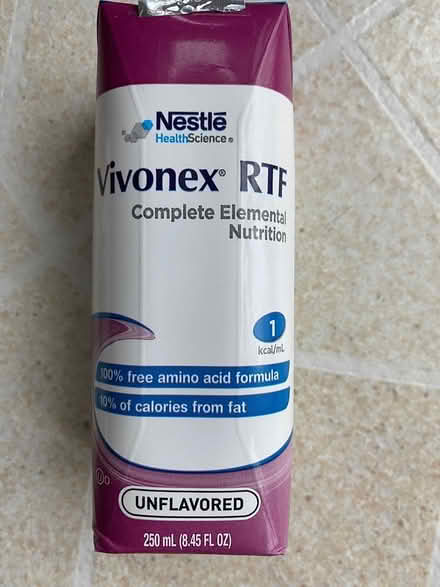 Nestlé
HealthScience®
Vivonex® RTF
Complete Elemental
Nutrition
1
kcal/mL
100% free amino acid formula
10% of calories from fat
UD
UNFLAVORED
250 mL (8.45 FL OZ)